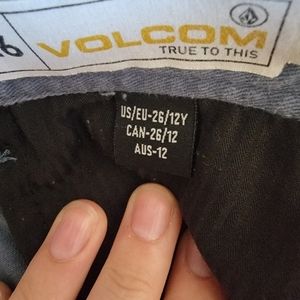 VOLCOM
TRUE TO THIS
US/EU-26/12Y
CAN-26/12
AUS-12